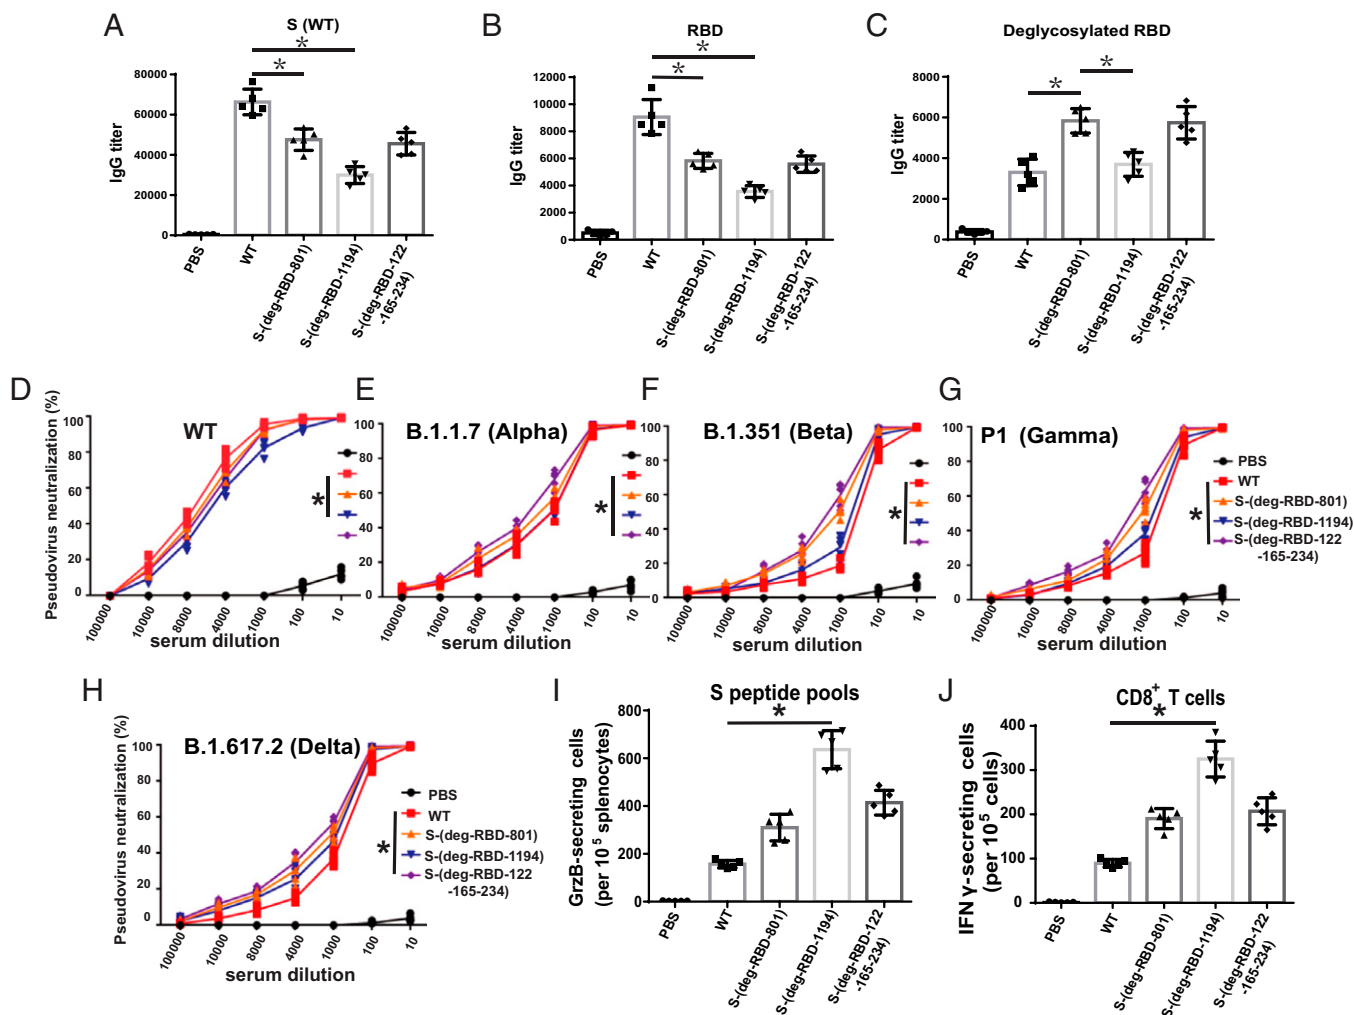 A
S (WT)
*
*
IgG titer
80000
60000
40000
20000
0
PBS
WT
S-(deg-RBD-801)
S-(deg-RBD-1194)
S-(deg-RBD-122
-165-234)
B
RBD
*
*
IgG titer
12000
10000
8000
6000
4000
2000
0
PBS
WT
S-(deg-RBD-801)
S-(deg-RBD-1194)
S-(deg-RBD-122
-165-234)
C
Deglycosylated RBD
*
*
IgG titer
8000
6000
4000
2000
0
PBS
WT
S-(deg-RBD-801)
S-(deg-RBD-1194)
S-(deg-RBD-122
-165-234)
D
Pseudovirus neutralization (%)
WT
100
80
60
40
20
0
*
100000
10000
8000
4000
1000
100
10
serum dilution
E
B.1.1.7 (Alpha)
100
80
60
40
20
0
*
100000
10000
8000
4000
1000
100
10
serum dilution
F
B.1.351 (Beta)
100
80
60
40
20
0
*
100000
10000
8000
4000
1000
100
10
serum dilution
G
P1 (Gamma)
100
80
60
40
20
0
*
PBS
WT
S-(deg-RBD-801)
S-(deg-RBD-1194)
S-(deg-RBD-122
-165-234)
100000
10000
8000
4000
1000
100
10
serum dilution
H
Pseudovirus neutralization (%)
B.1.617.2 (Delta)
100
80
60
40
20
0
*
PBS
WT
S-(deg-RBD-801)
S-(deg-RBD-1194)
S-(deg-RBD-122
-165-234)
100000
10000
8000
4000
1000
100
10
serum dilution
I
S peptide pools
*
GrzB-secreting cells
(per 10 5 splenocytes)
800
600
400
200
0
PBS
WT
S-(deg-RBD-801)
S-(deg-RBD-1194)
S-(deg-RBD-122
-165-234)
J
CD8+ T cells
*
IFN γ-secreting cells
(per 10 5 cells)
400
300
200
100
0
PBS
WT
S-(deg-RBD-801)
S-(deg-RBD-1194)
S-(deg-RBD-122
-165-234)